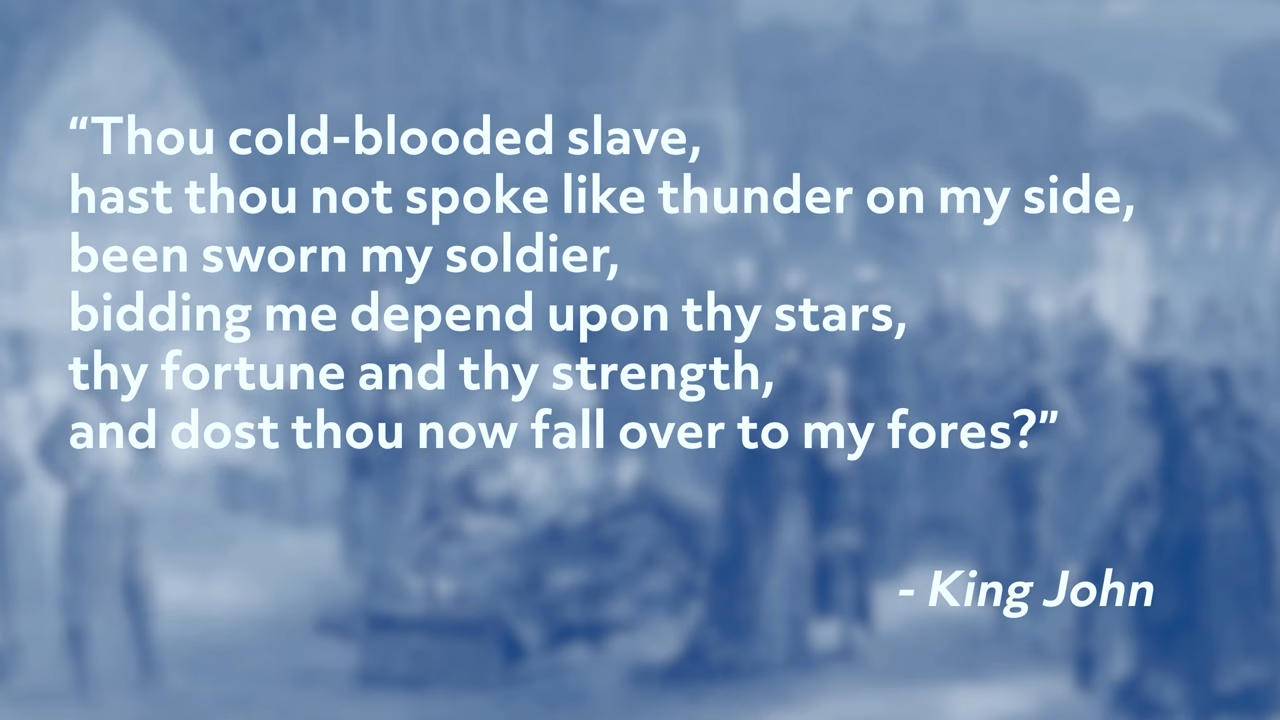 “Thou cold-blooded slave,
hast thou not spoke like thunder on my side,
been sworn my soldier,
bidding me depend upon thy stars,
thy fortune and thy strength,
and dost thou now fall over to my fores?”
- King John